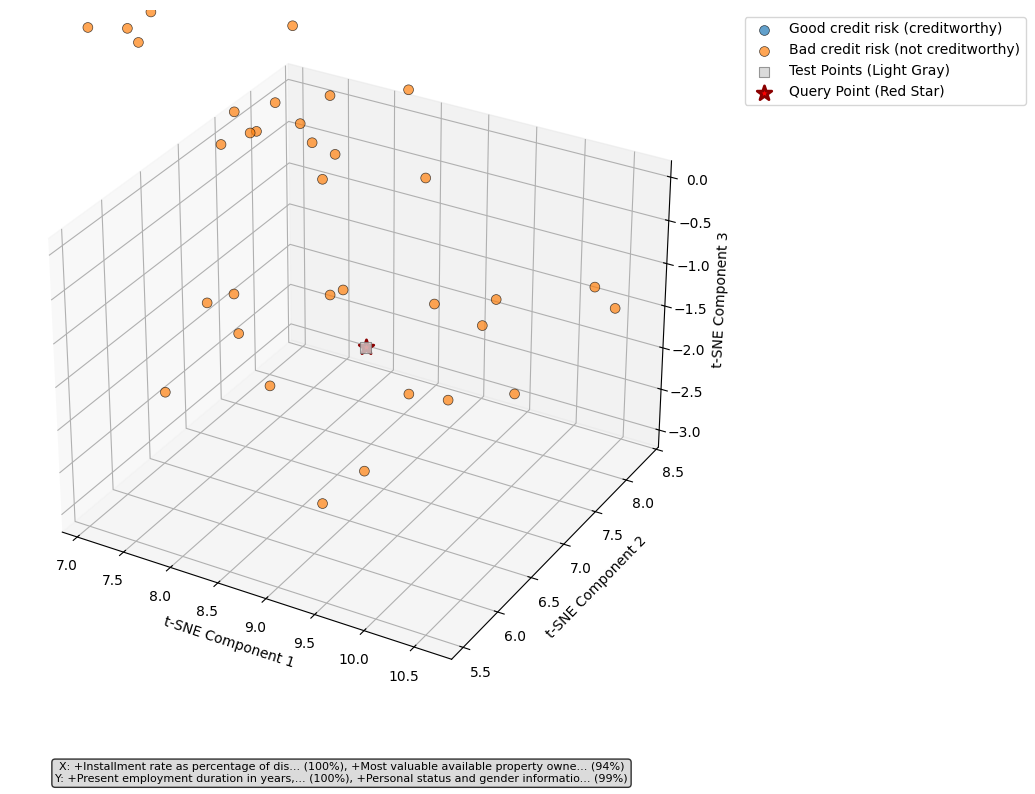 Good credit risk (creditworthy)
Bad credit risk (not creditworthy)
Test Points (Light Gray)
Query Point (Red Star)
0.0
−0.5
−1.0
−1.5
−2.0
−2.5
−3.0
t-SNE Component 3
8.5
8.0
7.5
7.0
6.5
6.0
5.5
t-SNE Component 2
7.0
7.5
8.0
8.5
9.0
9.5
10.0
10.5
t-SNE Component 1
X: +Installment rate as percentage of dis... (100%), +Most valuable available property owne... (94%)
Y: +Present employment duration in years,... (100%), +Personal status and gender informatio... (99%)